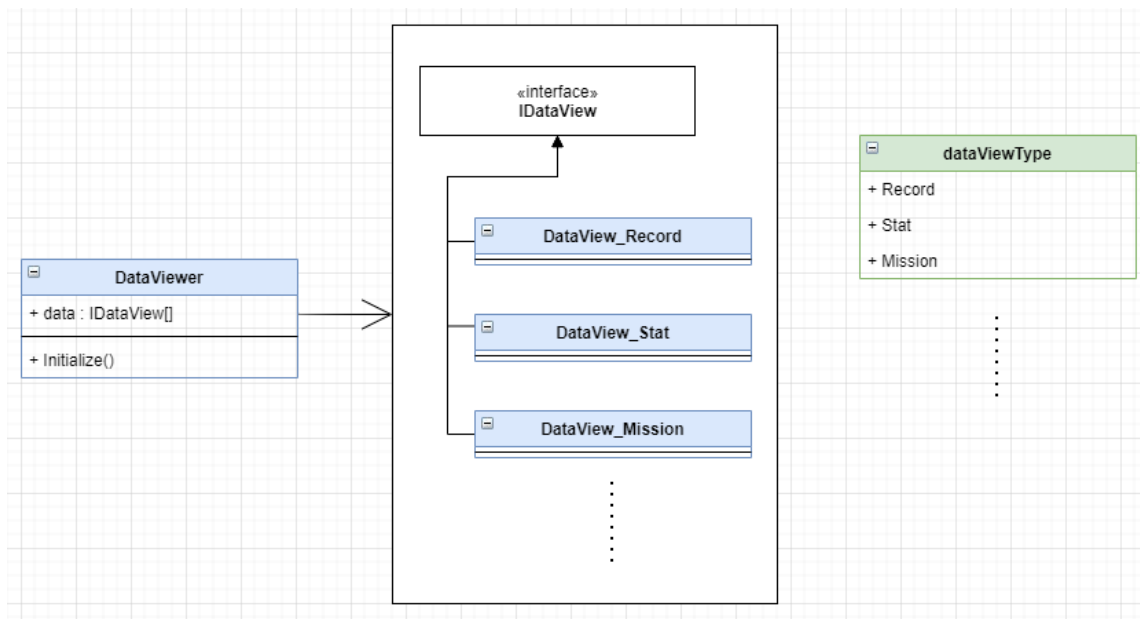 «interface»
IDataView
DataView_Record
DataView_Stat
DataView_Mission
DataViewer
+ data : IDataView[]
+ Initialize()
dataViewType
+ Record
+ Stat
+ Mission